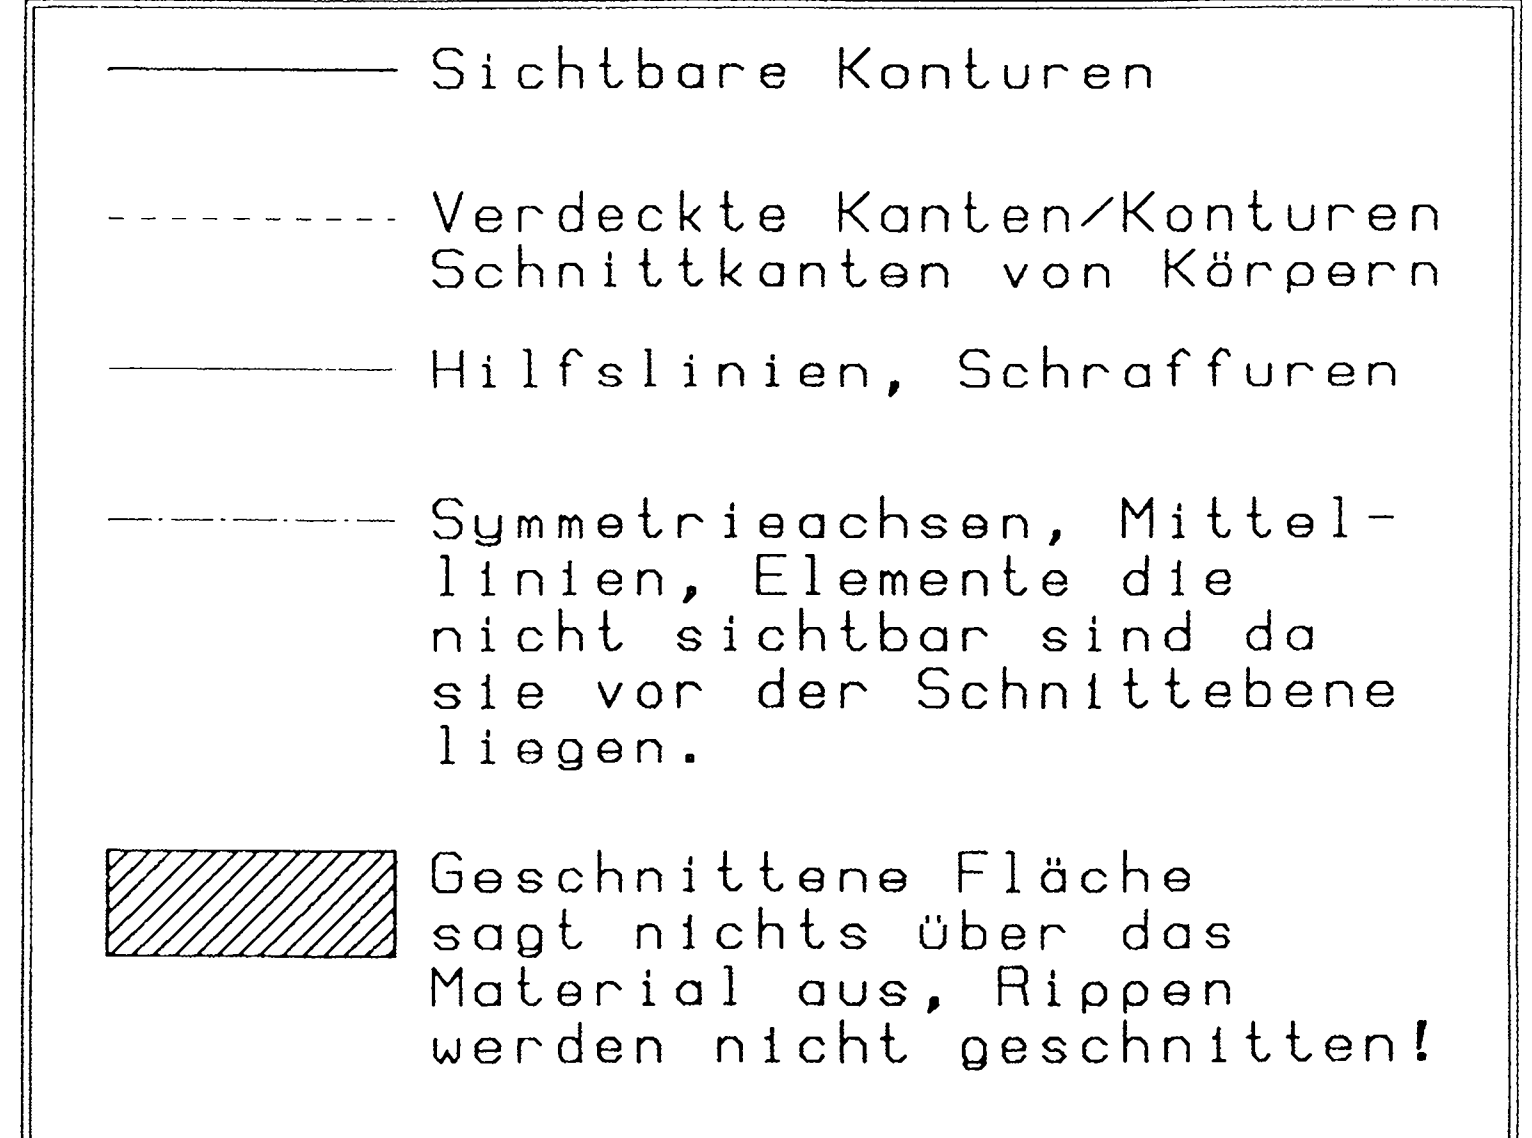 Sichtbare Konturen
Verdeckte Kanten/Konturen
Schnittkanten von Körpern
Hilfslinien, Schraffuren
Symmetrieachsen, Mittel-
linien, Elemente die
nicht sichtbar sind da
sie vor der Schnittebene
liegen.
Geschnittene Fläche
sagt nichts über das
Material aus, Rippen
werden nicht geschnitten!